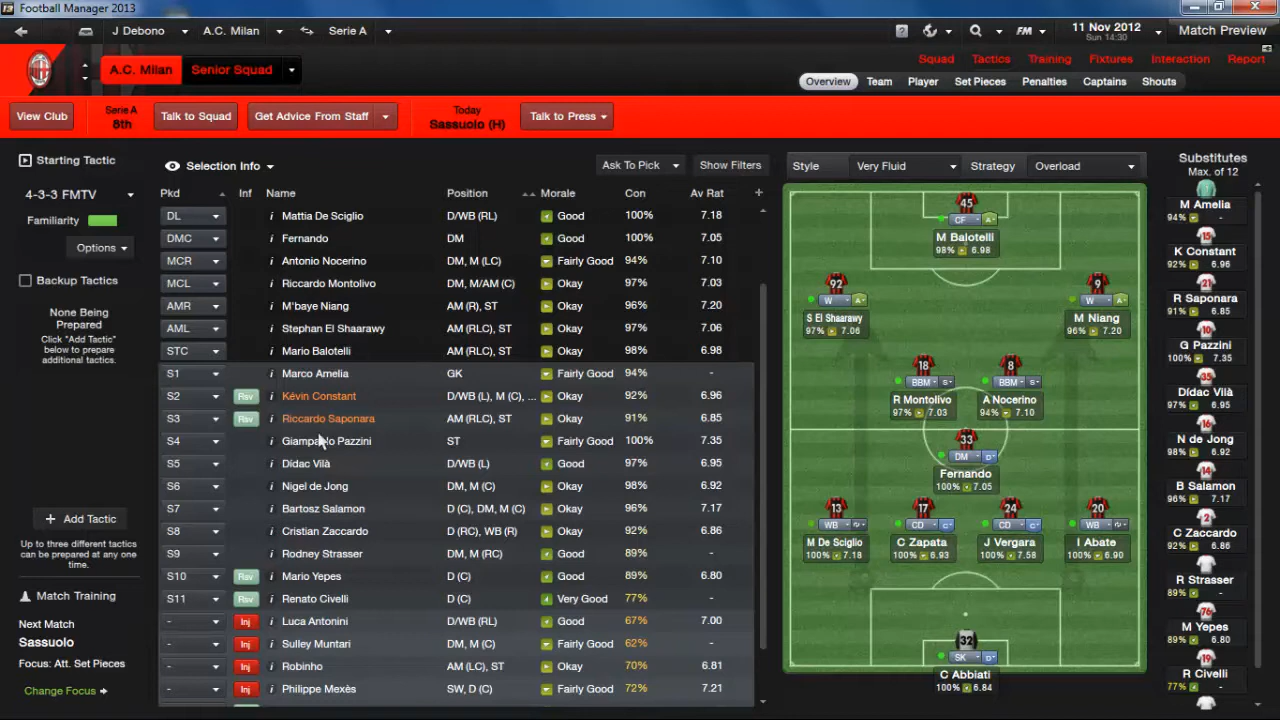 Football Manager 2013
J Debono
A.C. Milan
Serie A
?
FM
11 Nov 2012
Sun 14:30
Match Preview
A.C. Milan
Senior Squad
Squad Tactics Training Fixtures Interaction Report
Overview Team Player Set Pieces Penalties Captains Shouts
View Club
Serie A
8th
Talk to Squad
Get Advice From Staff
Today
Sassuolo (H)
Talk to Press
Starting Tactic
4-3-3 FMTV
Familiarity
Options
Backup Tactics
None Being
Prepared
Click "Add Tactic"
below to prepare
additional tactics.
Add Tactic
Up to three different tactics
can be prepared at any one
time.
Match Training
Next Match
Sassuolo
Focus: Att. Set Pieces
Change Focus
Selection Info
Ask To Pick
Show Filters
Pkd Inf Name Position Morale Con Av Rat +
DL i Mattia De Sciglio D/WB (RL) Good 100% 7.18
DMC i Fernando DM Good 100% 7.05
MCR i Antonio Nocerino DM, M (LC) Fairly Good 94% 7.10
MCL i Riccardo Montolivo DM, M/AM (C) Okay 97% 7.03
AMR i M'baye Niang AM (R), ST Okay 96% 7.20
AML i Stephan El Shaarawy AM (RLC), ST Okay 97% 7.06
STC i Mario Balotelli AM (RLC), ST Okay 98% 6.98
S1 i Marco Amelia GK Fairly Good 94% -
S2 Rsv i Kévin Constant D/WB (L), M (C), ... Okay 92% 6.96
S3 Rsv i Riccardo Saponara AM (RL), ST Okay 91% 6.85
S4 i Giampaolo Pazzini ST Fairly Good 100% 7.35
S5 i Dídac Vilà D/WB (L) Good 97% 6.95
S6 i Nigel de Jong DM, M (C) Okay 98% 6.92
S7 i Bartosz Salamon D (C), DM, M (C) Okay 96% 7.17
S8 i Cristian Zaccardo D (RC), WB (R) Okay 92% 6.86
S9 i Rodney Strasser DM, M (RC) Okay 89% -
S10 Rsv i Mario Yepes D (C) Good 89% 6.80
S11 Rsv i Renato Civelli D (C) Very Good 77% -
- Inj i Luca Antonini D/WB (RL) Good 67% 7.00
- Inj i Sulley Muntari DM, M (C) Fairly Good 62%
- Inj i Robinho AM (LC), ST Okay 70% 6.81
- Inj i Philippe Mexès SW, D (C) Fairly Good 72% 7.21
Style
Very Fluid
Strategy
Overload
45
CF A
M Balotelli
98% 6.98
92
W A
S El Shaarawy
97% 7.06
9
W A
M Niang
96% 7.20
18
BBM S
R Montolivo
97% 7.03
8
BBM S
A Nocerino
94% 7.10
33
DM D
Fernando
100% 7.05
13
WB
M De Sciglio
100% 7.18
17
CD C
C Zapata
100% 6.93
24
CD C
J Vergara
100% 7.58
20
WB
I Abate
100% 6.90
32
SK D
C Abbiati
100% 6.84
Substitutes
Max. of 12
1
M Amelia
94% -
15
K Constant
92% 6.96
21
R Saponara
91% 6.85
10
G Pazzini
100% 7.35
35
Dídac Vilà
97% 6.95
N de Jong
98% 6.92
14
B Salamon
96% 7.17
2
C Zaccardo
92% 6.86
R Strasser
89% -
76
M Yepes
89% 6.80
19
R Civelli
77% -